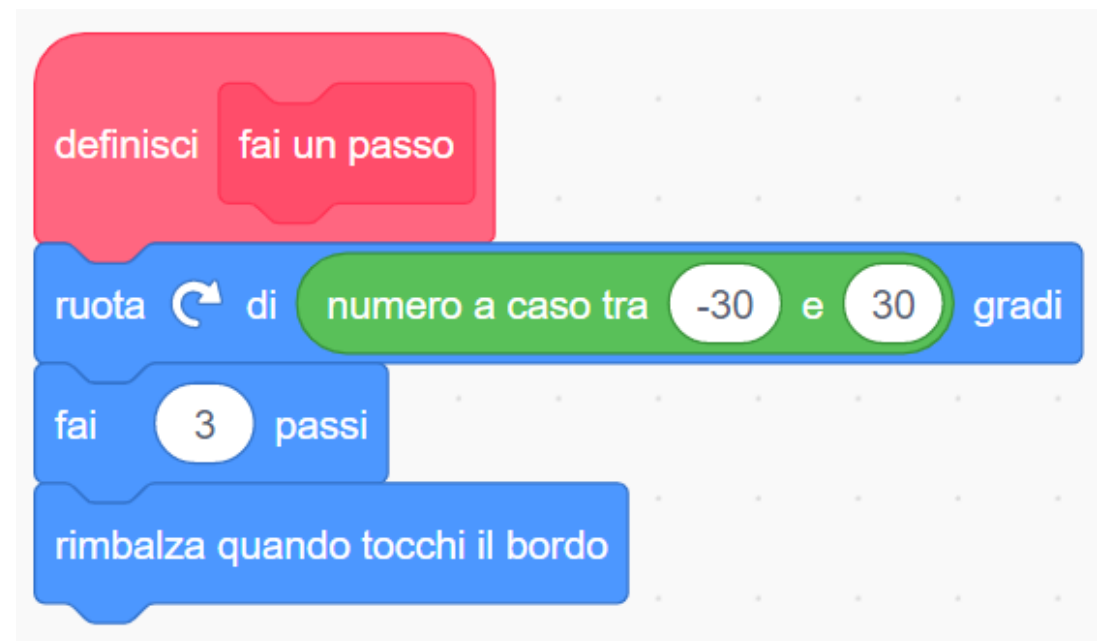 definisci fai un passo
ruota di numero a caso tra -30 e 30 gradi
fai 3 passi
rimbalza quando tocchi il bordo